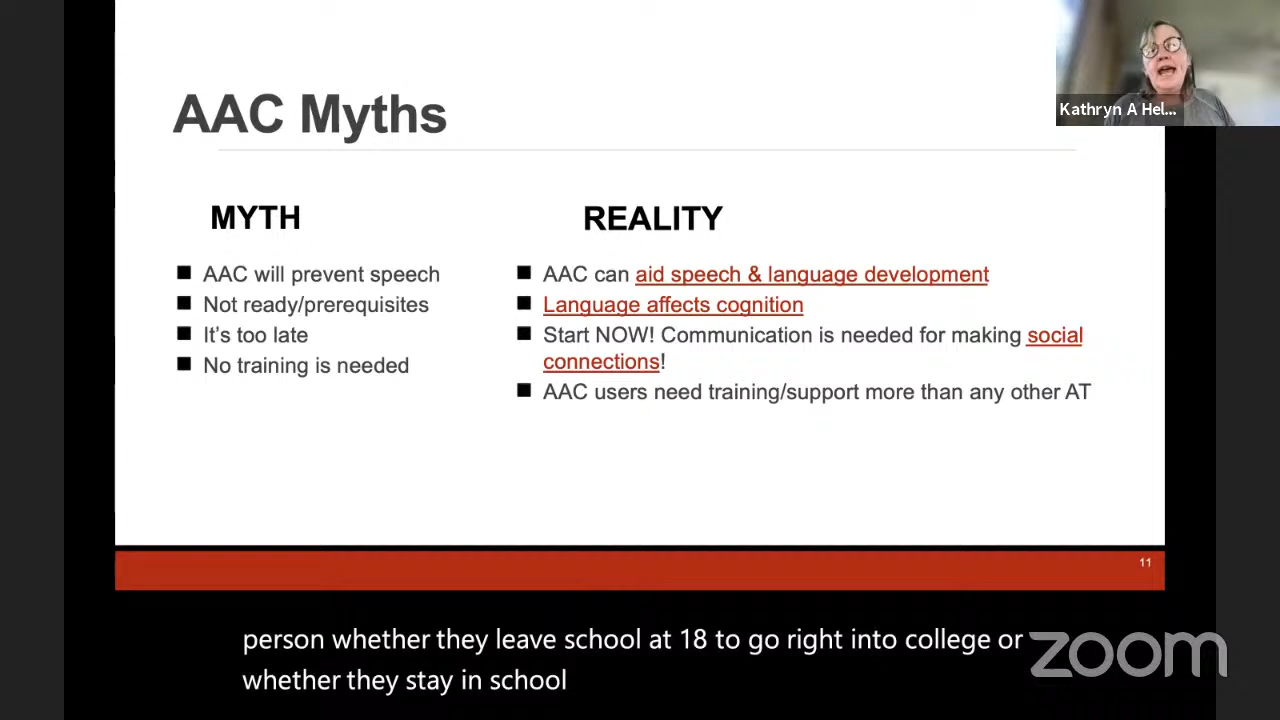 AAC Myths
Kathryn A Hel...
MYTH
AAC will prevent speech
Not ready/prerequisites
It's too late
No training is needed
REALITY
AAC can aid speech & language development
Language affects cognition
Start NOW! Communication is needed for making social
connections!
AAC users need training/support more than any other AT
11
person whether they leave school at 18 to go right into college or
whether they stay in school
zoom